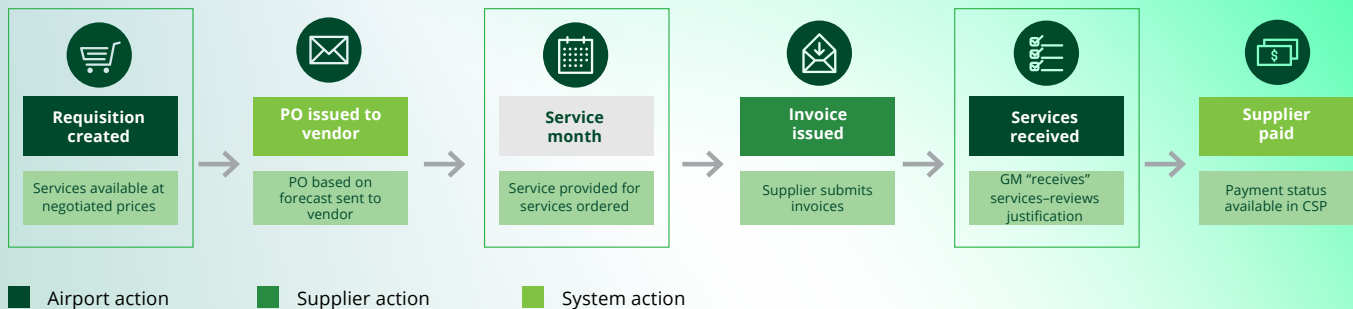 Requisition
created
Services available at
negotiated prices
PO issued to
vendor
PO based on
forecast sent to
vendor
Service
month
Service provided for
services ordered
Invoice
issued
Supplier submits
invoices
Services
received
GM “receives”
services–reviews
justification
Supplier
paid
Payment status
available in CSP
$
Airport action
Supplier action
System action